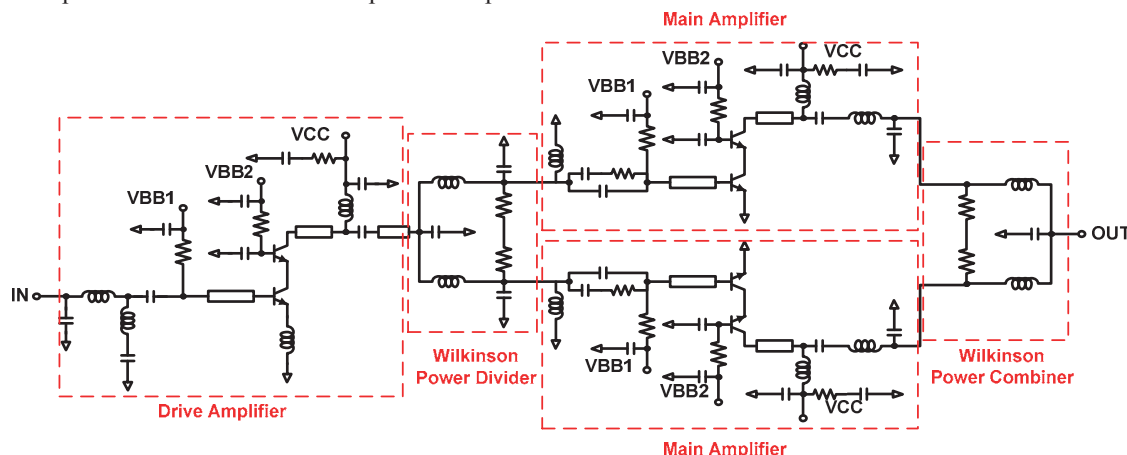 Main Amplifier
VCC
VBB2
VBB1
VCC
VBB2
VBB1
IN
OUT
Wilkinson
Power Divider
Drive Amplifier
VBB1
VBB2
VCC
Wilkinson
Power Combiner
Main Amplifier